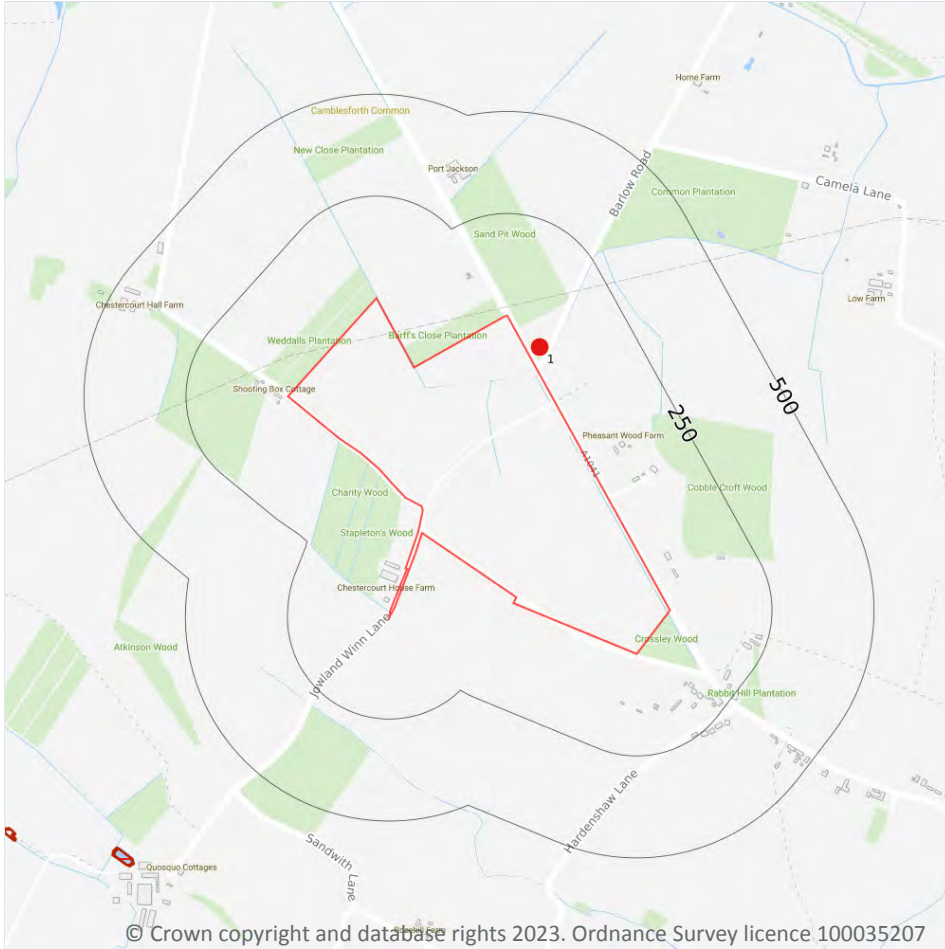 Home Farm
Camblesforth Common
New Close Plantation
Port Jackson
Barlow Road
Common Plantation
Camela Lane
Sand Pit Wood
Chestercourt Hall Farm
Low Farm
Weddalls Plantation
Barff's Close Plantation
1
Shooting Box Cottage
500
250
Pheasant Wood Farm
A1041
Charity Wood
Cobble Croft Wood
Stapleton's Wood
Chestercourt House Farm
Jowland Winn Lane
Crossley Wood
Atkinson Wood
Rabbit Hill Plantation
Hardenshaw Lane
Sandwith Lane
Quosquo Cottages
© Crown copyright and database rights 2023. Ordnance Survey licence 100035207